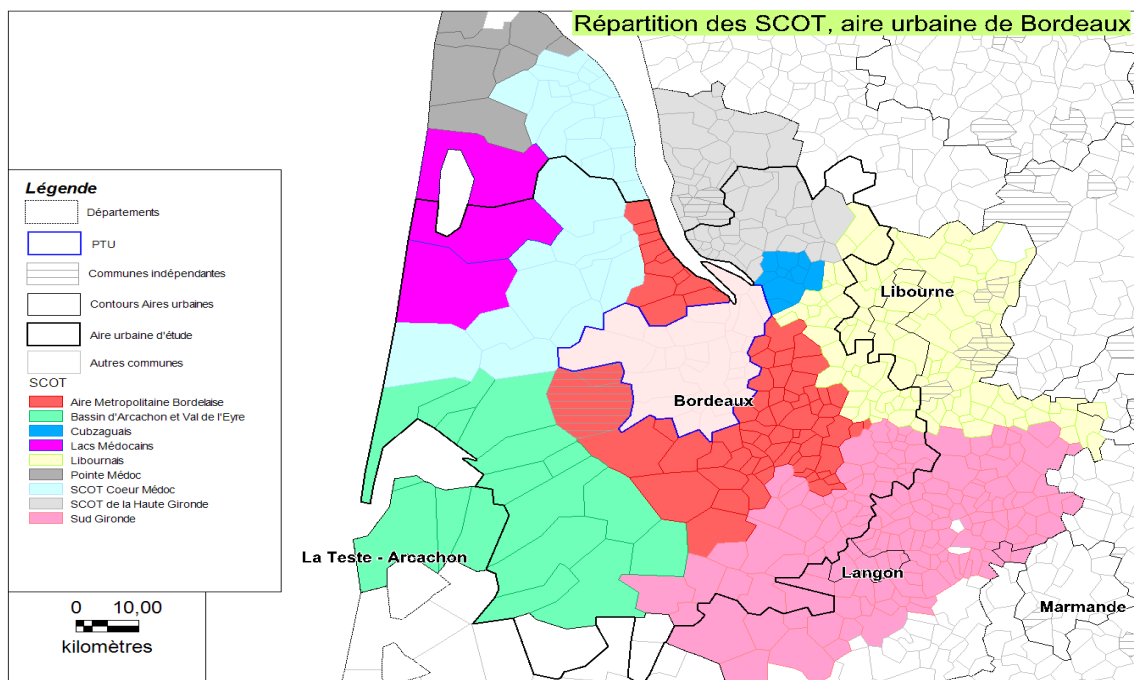 Répartition des SCOT, aire urbaine de Bordeaux
Légende
Départements
PTU
Communes indépendantes
Contours Aires urbaines
Aire urbaine d'étude
Autres communes
SCOT
Aire Metropolitaine Bordelaise
Bassin d'Arcachon et Val de l'Eyre
Cubzaguais
Lacs Médocains
Libournais
Pointe Médoc
SCOT Coeur Médoc
SCOT de la Haute Gironde
Sud Gironde
0 10,00
kilomètres
Libourne
Bordeaux
La Teste - Arcachon
Langon
Marmande